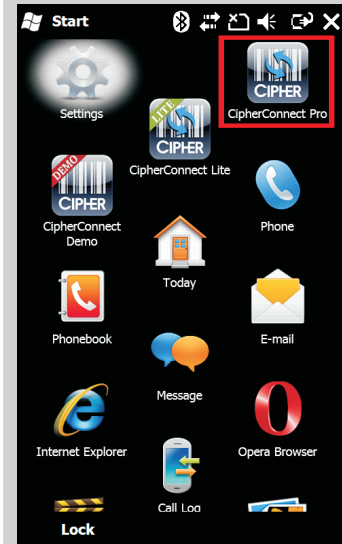 Start
CIPHER
CipherConnect Pro
Settings
LITE
CIPHER
CipherConnect Lite
DEMO
CIPHER
CipherConnect
Demo
Phone
Today
Phonebook
E-mail
Message
Internet Explorer
Opera Browser
Call Log
Lock